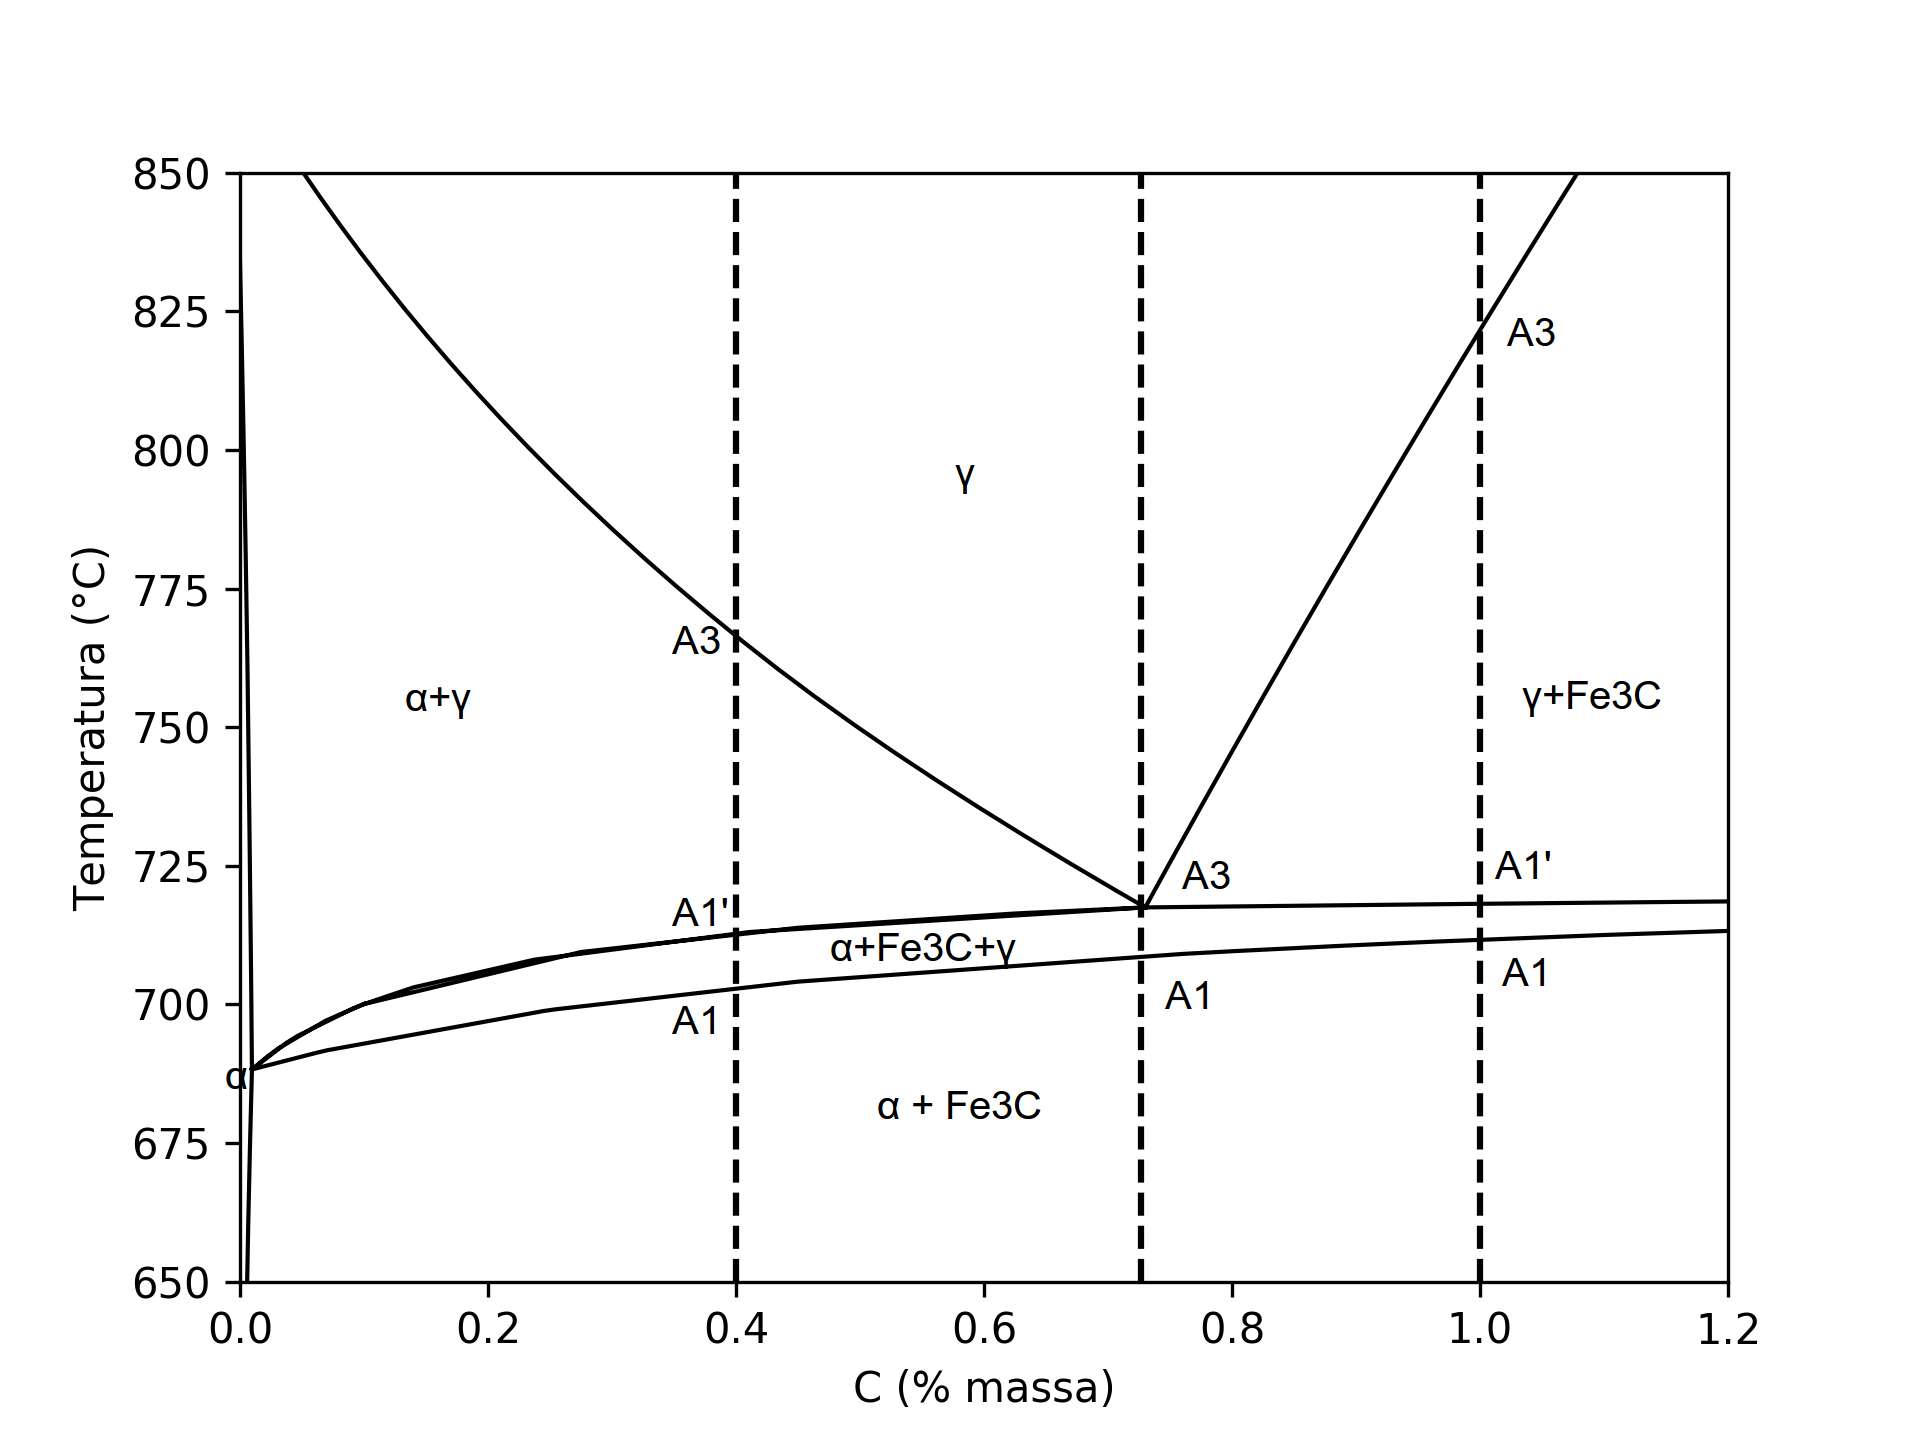 850
825
A3
800
γ
775
A3
α+γ
γ+Fe3C
750
Temperatura (°C)
725
A3
A1'
A1'
α+Fe3C+γ
A1
700
A1
A1
α
α + Fe3C
675
650
0.0 0.2 0.4 0.6 0.8 1.0 1.2
C (% massa)